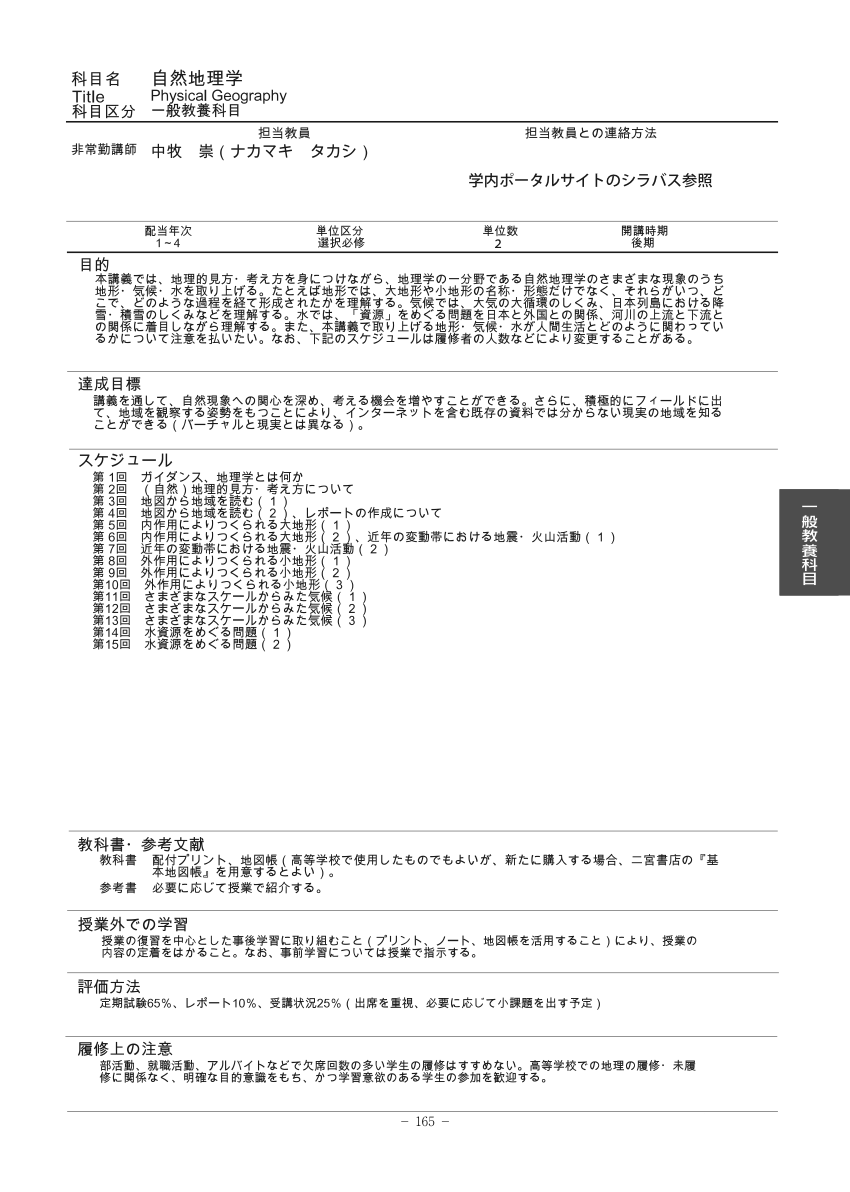 科目名　自然地理学
Title　Physical Geography
科目区分　一般教養科目
担当教員　担当教員との連絡方法
非常勤講師　中牧　崇（ナカマキ　タカシ）
学内ポータルサイトのシラバス参照
配当年次　単位区分　単位数　開講時期
1～4　選択必修　2　後期
目的
本講義では、地理的見方・考え方を身につけながら、地理学の一分野である自然地理学のさまざまな現象のうち
地形・気候・水を取り上げる。たとえば地形では、大地形や小地形の名称・形態だけでなく、それらがいつ、ど
こで、どのような過程を経て形成されたかを理解する。気候では、大気の大循環のしくみ、日本列島における降
雪・積雪のしくみなどを理解する。水では、「資源」をめぐる問題を日本と外国との関係、河川の上流と下流と
の関係に着目しながら理解する。また、本講義で取り上げる地形・気候・水が人間生活とどのように関わってい
るかについて注意を払いたい。なお、下記のスケジュールは履修者の人数などにより変更することがある。
達成目標
講義を通して、自然現象への関心を深め、考える機会を増やすことができる。さらに、積極的にフィールドに出
て、地域を観察する姿勢をもつことにより、インターネットを含む既存の資料では分からない現実の地域を知る
ことができる（バーチャルと現実とは異なる）。
スケジュール
第 1回　ガイダンス、地理学とは何か
第 2回　（自然）地理的見方・考え方について
第 3回　地図から地域を読む（１）
第 4回　地図から地域を読む（２）、レポートの作成について
第 5回　内作用によりつくられる大地形（１）
第 6回　内作用によりつくられる大地形（２）、近年の変動帯における地震・火山活動（１）
第 7回　近年の変動帯における地震・火山活動（２）
第 8回　外作用によりつくられる小地形（１）
第 9回　外作用によりつくられる小地形（２）
第10回　外作用によりつくられる小地形（３）
第11回　さまざまなスケールからみた気候（１）
第12回　さまざまなスケールからみた気候（２）
第13回　さまざまなスケールからみた気候（３）
第14回　水資源をめぐる問題（１）
第15回　水資源をめぐる問題（２）
一般教養科目
教科書・参考文献
教科書　配付プリント、地図帳（高等学校で使用したものでもよいが、新たに購入する場合、二宮書店の『基
本地図帳』を用意するとよい）。
参考書　必要に応じて授業で紹介する。
授業外での学習
授業の復習を中心とした事後学習に取り組むこと（プリント、ノート、地図帳を活用すること）により、授業の
内容の定着をはかること。なお、事前学習については授業で指示する。
評価方法
定期試験65%、レポート10%、受講状況25%（出席を重視、必要に応じて小課題を出す予定）
履修上の注意
部活動、就職活動、アルバイトなどで欠席回数の多い学生の履修はすすめない。高等学校での地理の履修・未履
修に関係なく、明確な目的意識をもち、かつ学習意欲のある学生の参加を歓迎する。
－ 165 －